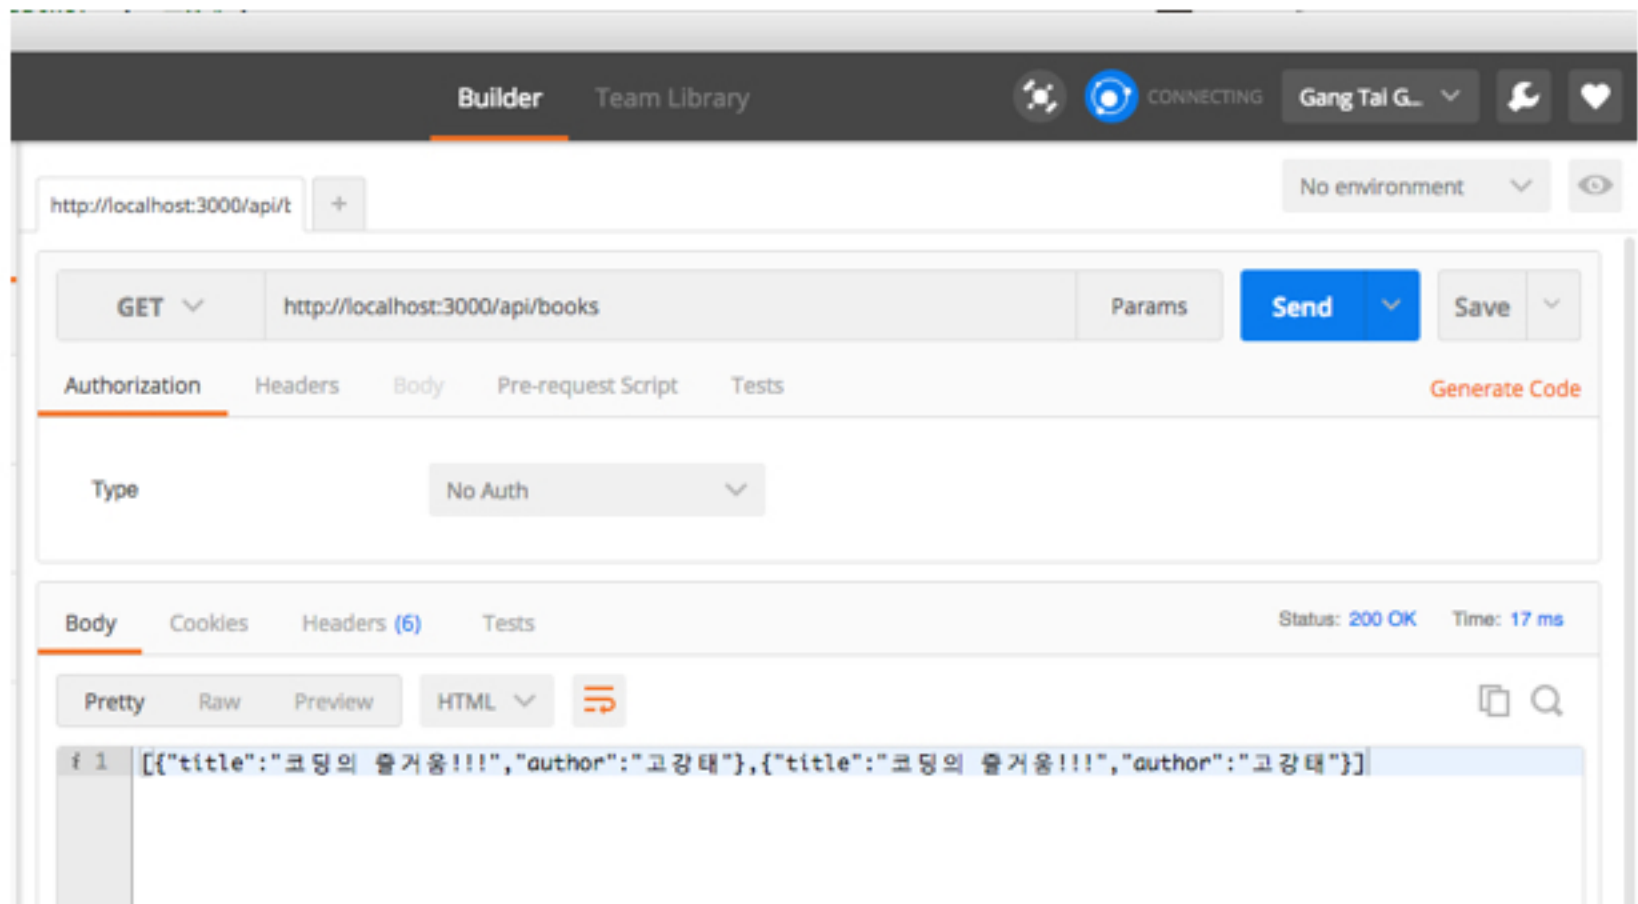 Builder Team Library CONNECTING Gang Tai G... No environment
http://localhost:3000/api/b +
GET http://localhost:3000/api/books Params Send Save
Authorization Headers Body Pre-request Script Tests Generate Code
Type No Auth
Body Cookies Headers (6) Tests Status: 200 OK Time: 17 ms
Pretty Raw Preview HTML
i 1 [{"title":"코딩의 즐거움!!!","author":"고강태"},{"title":"코딩의 즐거움!!!","author":"고강태"}]